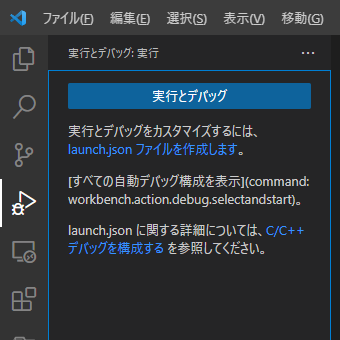 ファイル(F) 編集(E) 選択(S) 表示(V) 移動(G)
実行とデバッグ: 実行
実行とデバッグ
実行とデバッグをカスタマイズするには、
launch.json ファイルを作成します。
[すべての自動デバッグ構成を表示](command:
workbench.action.debug.selectandstart)。
launch.json に関する詳細については、C/C++
デバッグを構成する を参照してください。